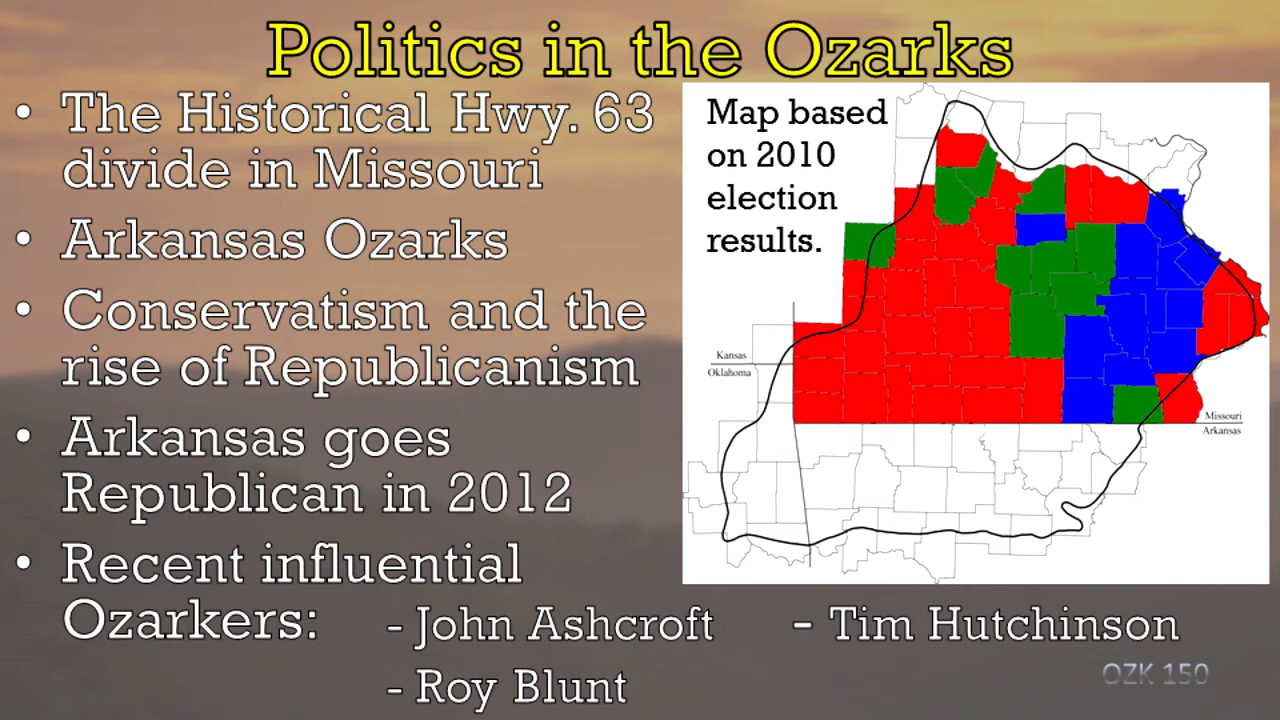 Politics in the Ozarks
• The Historical Hwy. 63
divide in Missouri
• Arkansas Ozarks
• Conservatism and the
rise of Republicanism
• Arkansas goes
Republican in 2012
• Recent influential
Ozarkers:
- John Ashcroft
- Tim Hutchinson
- Roy Blunt
Map based
on 2010
election
results.
Kansas
Oklahoma
Missouri
Arkansas
OZK 150